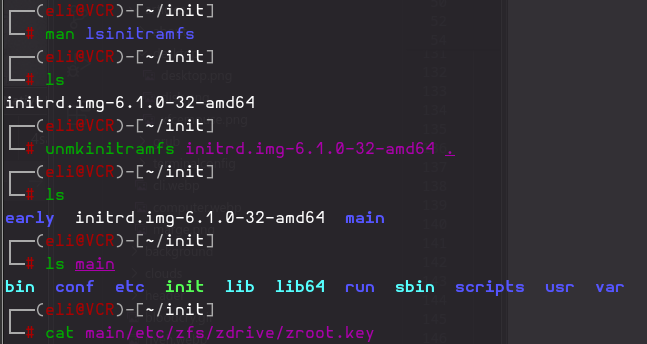 ┌──(eli@VCR)-[~/init]
└─# man lsinitramfs
┌──(eli@VCR)-[~/init]
└─# ls
initrd.img-6.1.0-32-amd64
┌──(eli@VCR)-[~/init]
└─# unmkinitramfs initrd.img-6.1.0-32-amd64 .
┌──(eli@VCR)-[~/init]
└─# ls
early  initrd.img-6.1.0-32-amd64  main
┌──(eli@VCR)-[~/init]
└─# ls main
bin  conf  etc  init  lib  lib64  run  sbin  scripts  usr  var
┌──(eli@VCR)-[~/init]
└─# cat main/etc/zfs/zdrive/zroot.key